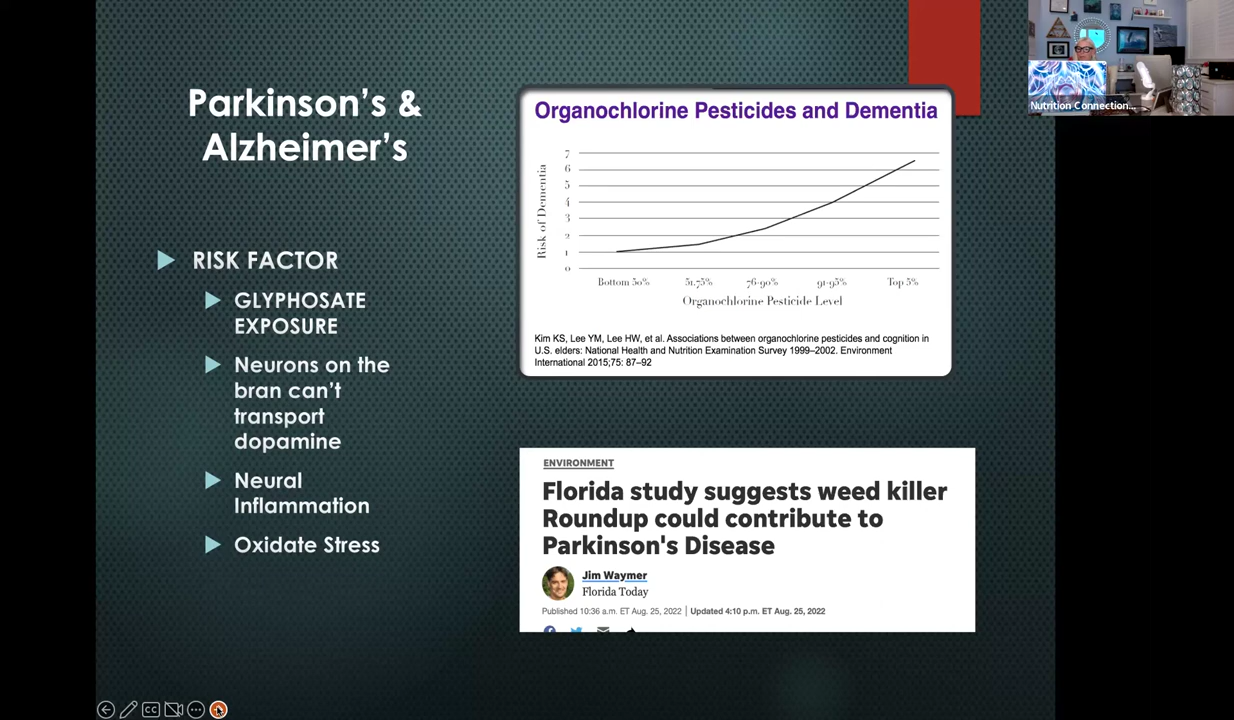 Parkinson's &
Alzheimer's
RISK FACTOR
GLYPHOSATE
EXPOSURE
Neurons on the
bran can't
transport
dopamine
Neural
Inflammation
Oxidate Stress
Organochlorine Pesticides and Dementia
Risk of Dementia
7
6
5
4
3
2
1
0
Bottom 50%
51.75%
76-90%
91-95%
Top 5%
Organochlorine Pesticide Level
Kim KS, Lee YM, Lee HW, et al. Associations between organochlorine pesticides and cognition in
U.S. elders: National Health and Nutrition Examination Survey 1999–2002. Environment
International 2015;75: 87–92
ENVIRONMENT
Florida study suggests weed killer
Roundup could contribute to
Parkinson's Disease
Jim Waymer
Florida Today
Published 10:36 a.m. ET Aug. 25, 2022 | Updated 4:10 p.m. ET Aug. 25, 2022
Nutrition Connection...
CC